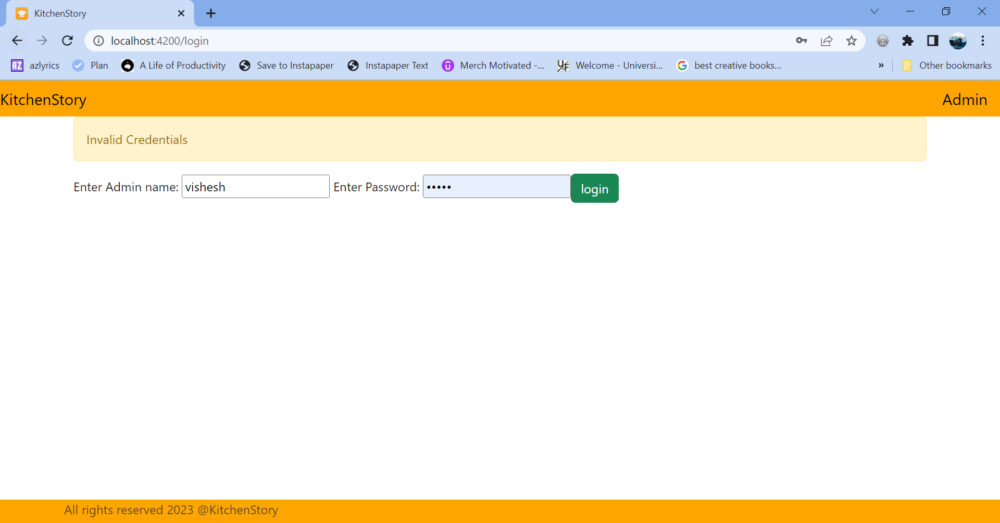 KitchenStory
localhost:4200/login
azlyrics Plan A Life of Productivity Save to Instapaper Instapaper Text Merch Motivated -... Welcome - Universi... best creative books... » Other bookmarks
KitchenStory Admin
Invalid Credentials
Enter Admin name: vishesh Enter Password: ••••• login
All rights reserved 2023 @KitchenStory